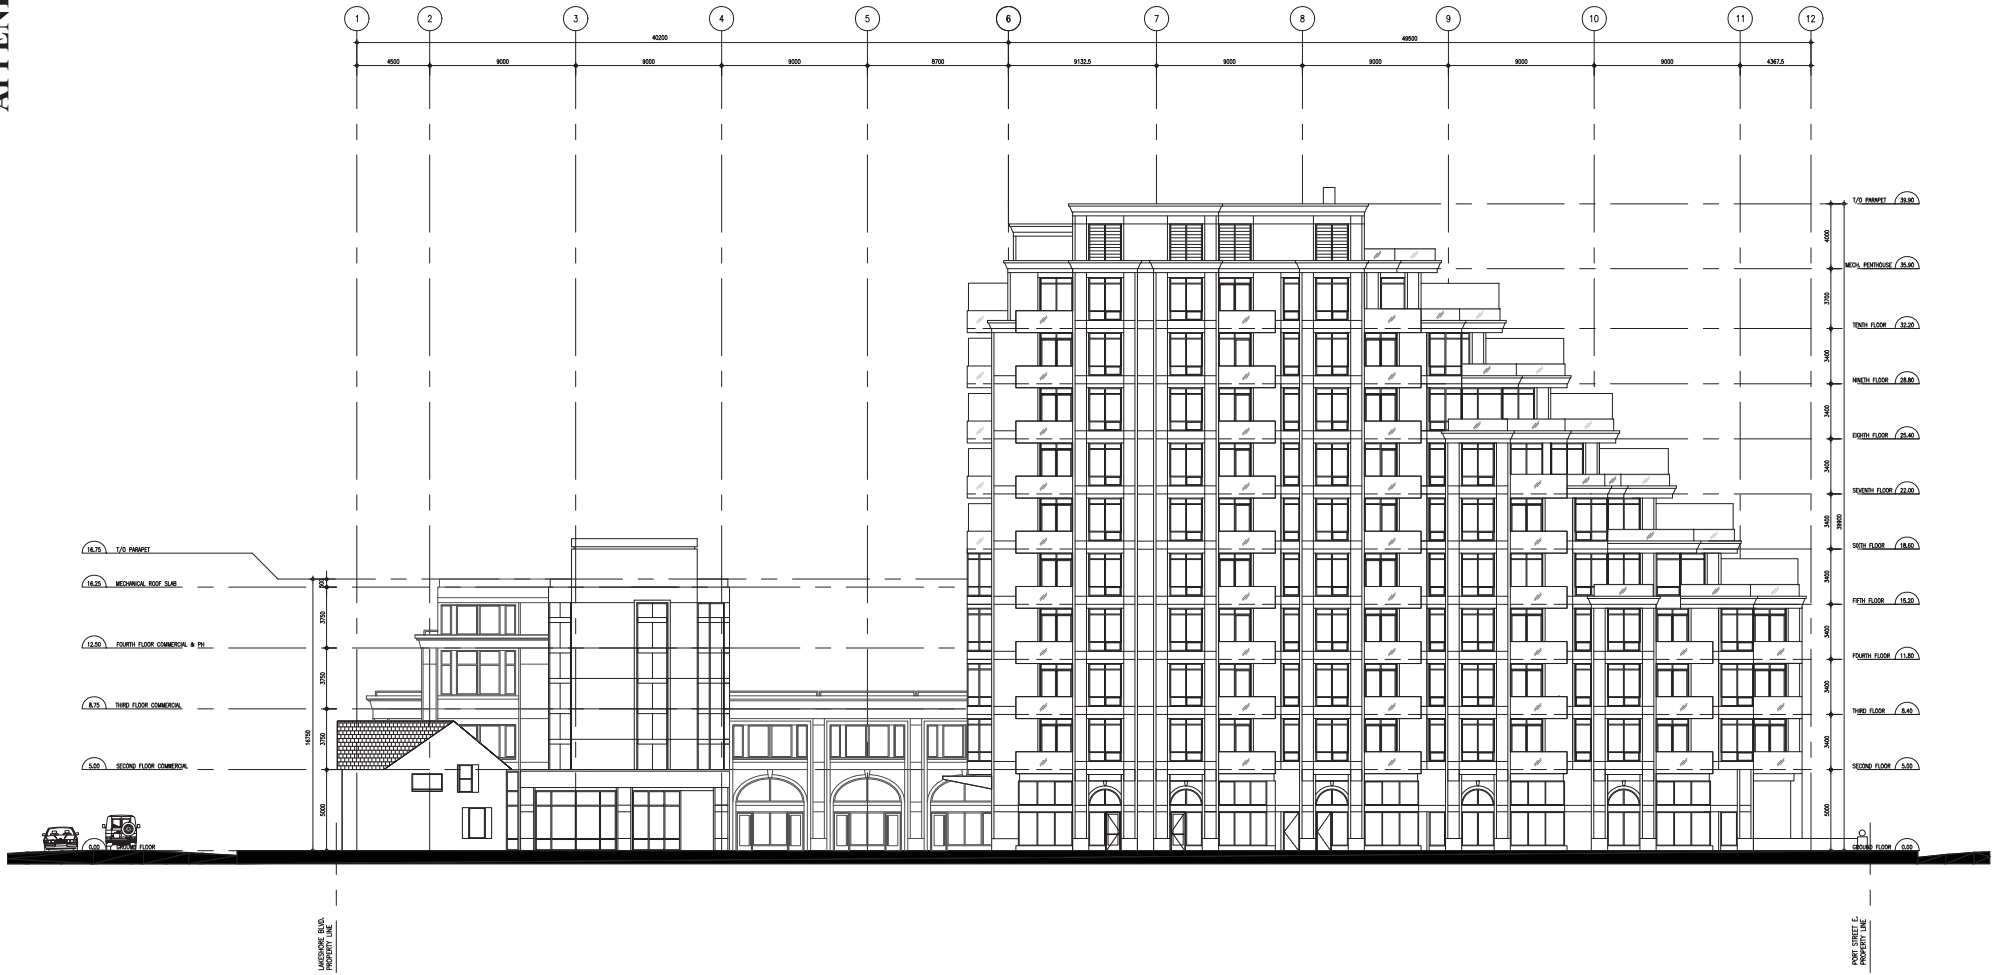 1 2 3 4 5 6 7 8 9 10 11 12
40200 49500
4500 9000 9000 9000 8700 9132.5 9000 9000 9000 9000 4367.5
T/O PARAPET 39.90
4000
MECH. PENTHOUSE 35.90
3700
TENTH FLOOR 32.20
3400
NINETH FLOOR 28.80
3400
EIGHTH FLOOR 25.40
3400
SEVENTH FLOOR 22.00
3400
39900
SIXTH FLOOR 18.60
3400
FIFTH FLOOR 15.20
3400
FOURTH FLOOR 11.80
3400
THIRD FLOOR 8.40
3400
SECOND FLOOR 5.00
5000
GROUND FLOOR 0.00
16.75 T/O PARAPET
16.25 MECHANICAL ROOF SLAB
3750
12.50 FOURTH FLOOR COMMERCIAL & PH
3750
8.75 THIRD FLOOR COMMERCIAL
16750
3750
5.00 SECOND FLOOR COMMERCIAL
5000
0.00 GROUND FLOOR
LAKESHORE BLVD.
PROPERTY LINE
PORT STREET E.
PROPERTY LINE